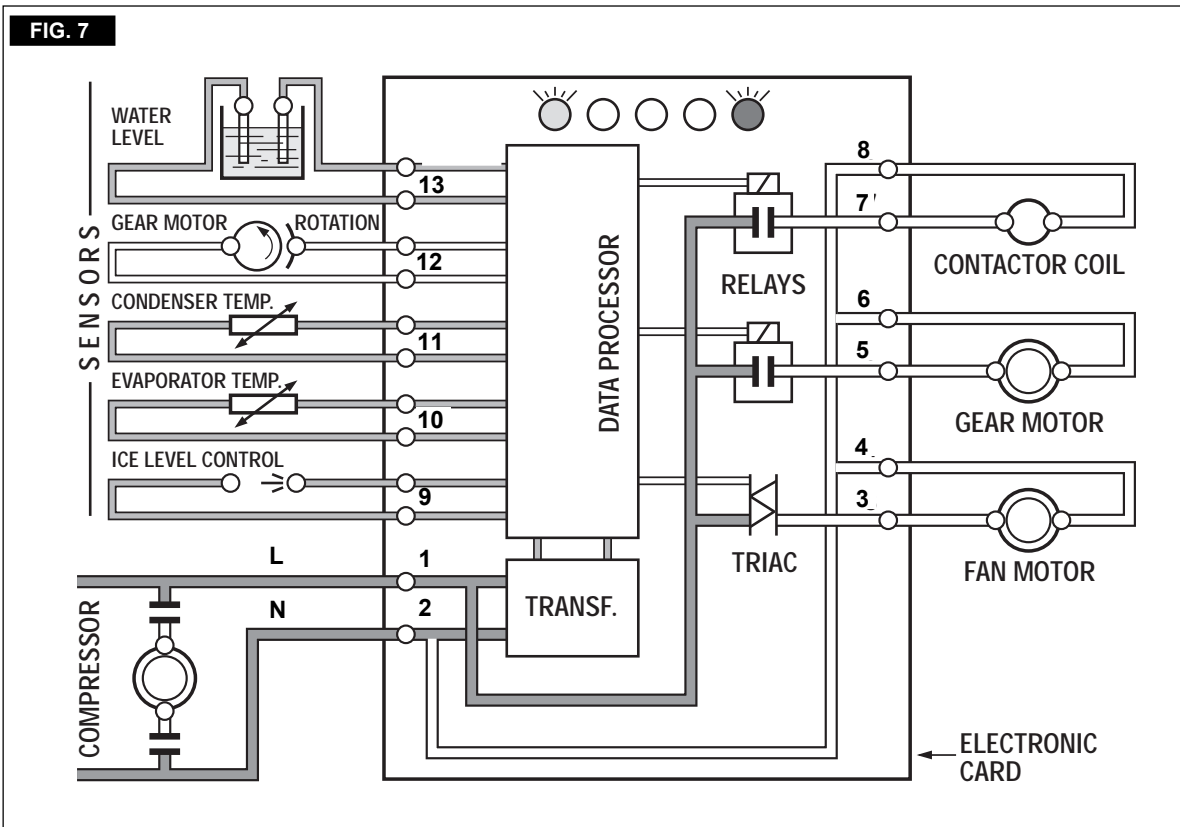 FIG. 7
WATER
LEVEL
13
GEAR MOTOR ROTATION
12
CONDENSER TEMP.
11
EVAPORATOR TEMP.
10
ICE LEVEL CONTROL
9
SENSORS
L
1
N
2
COMPRESSOR
DATA PROCESSOR
TRANSF.
RELAYS
TRIAC
8
7
CONTACTOR COIL
6
5
GEAR MOTOR
4
3
FAN MOTOR
ELECTRONIC
CARD